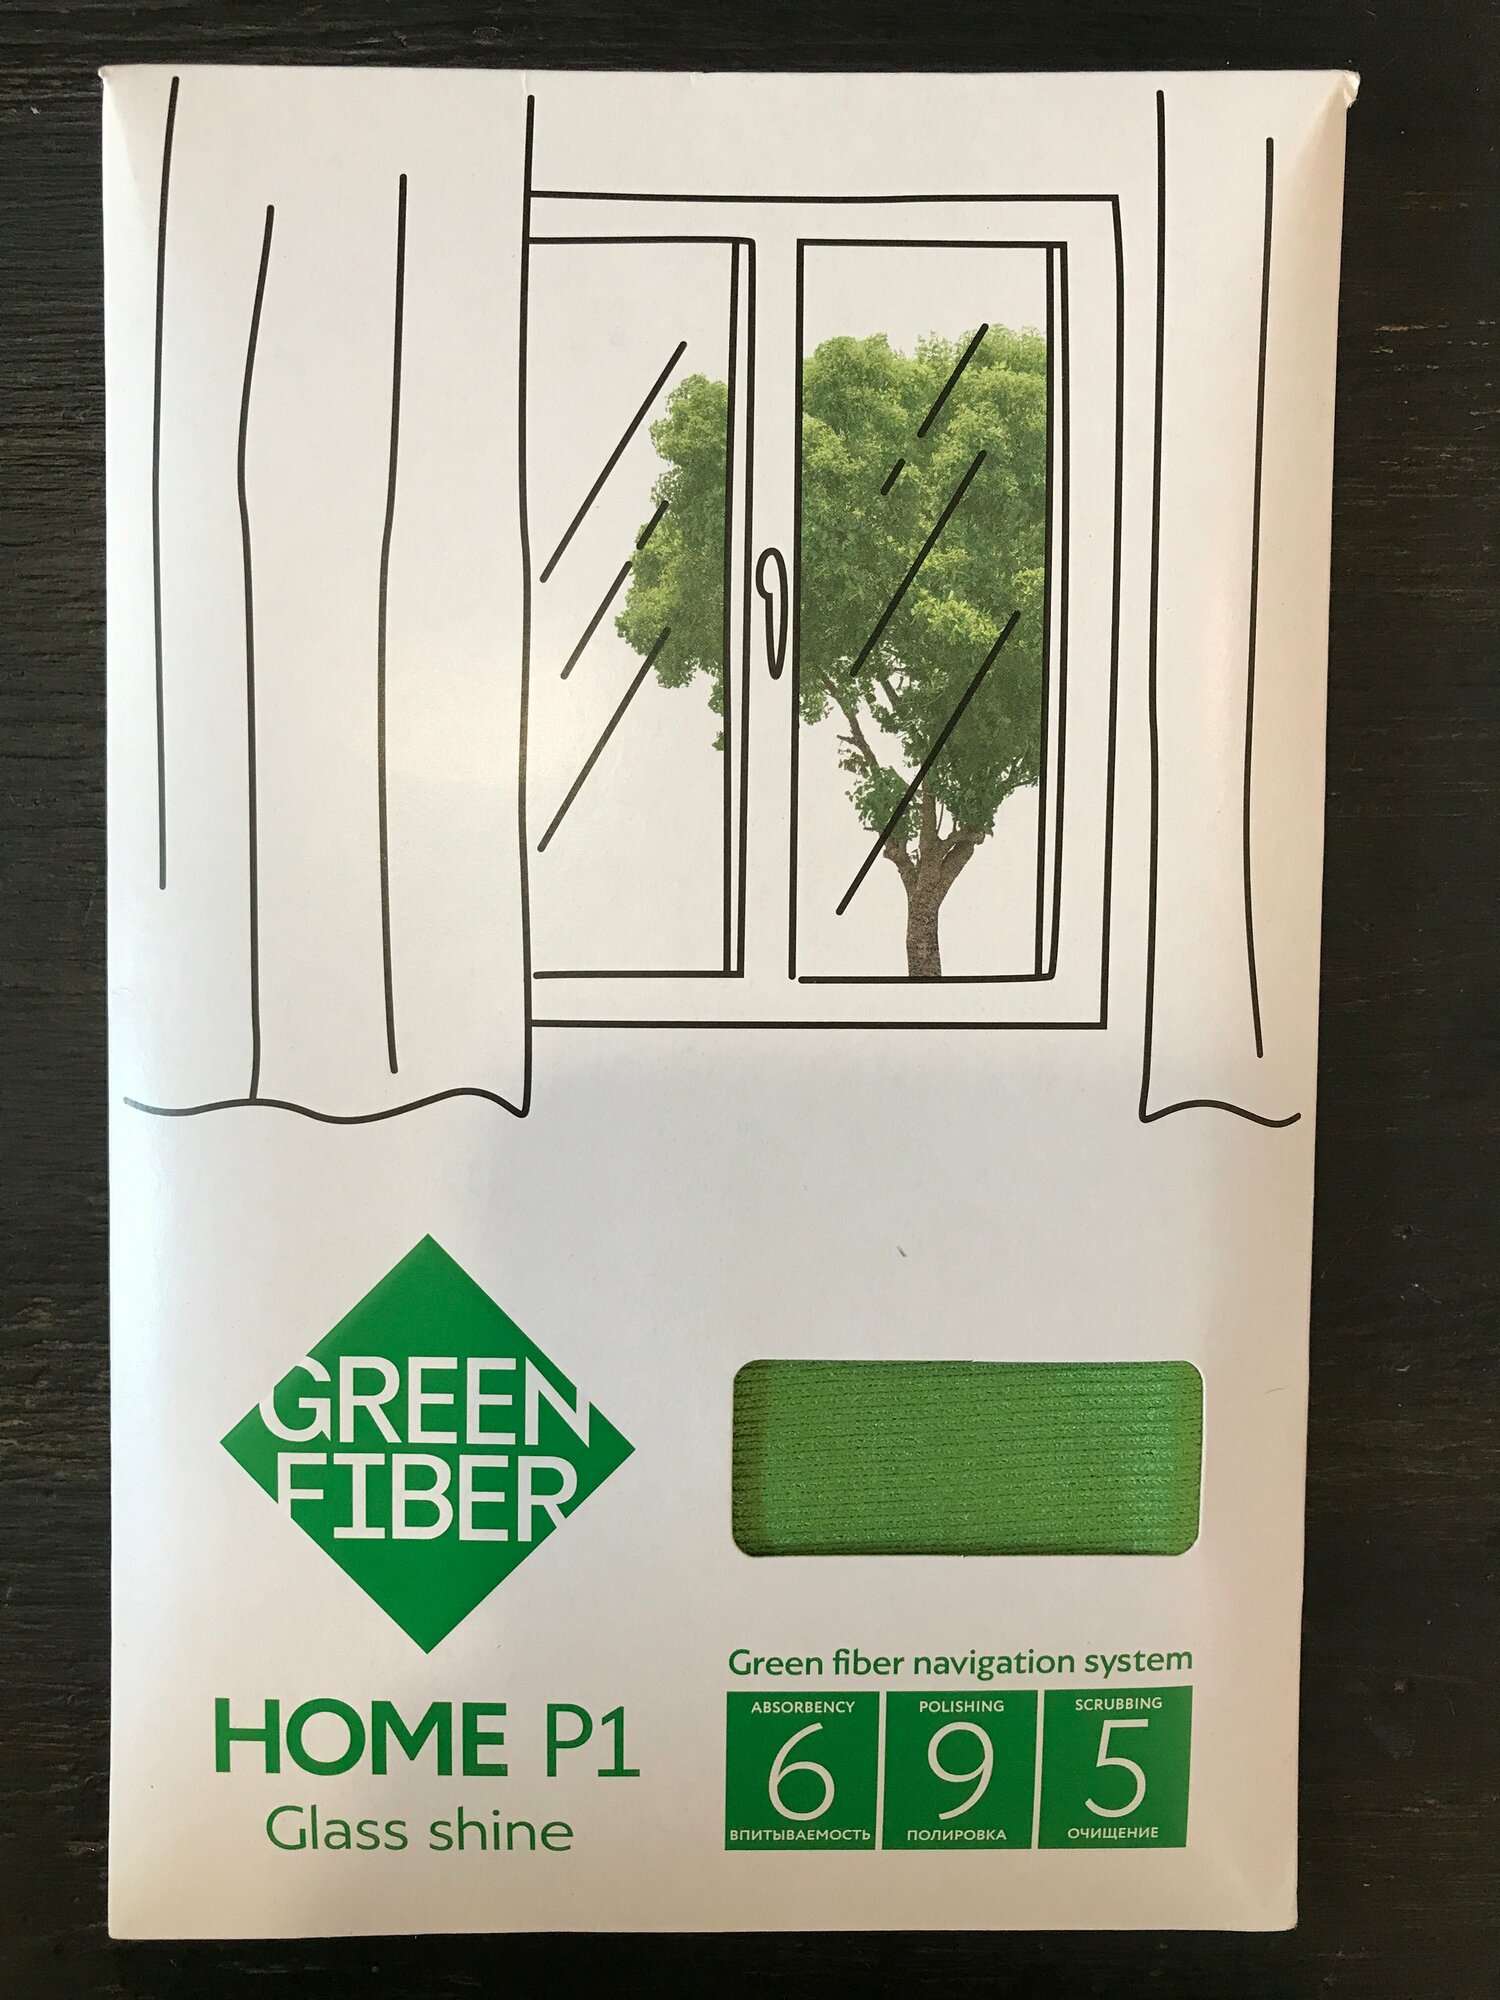 GREEN
FIBER
HOME P1
Glass shine
Green fiber navigation system
ABSORBENCY
6
ВПИТЫВАЕМОСТЬ
POLISHING
9
ПОЛИРОВКА
SCRUBBING
5
ОЧИЩЕНИЕ